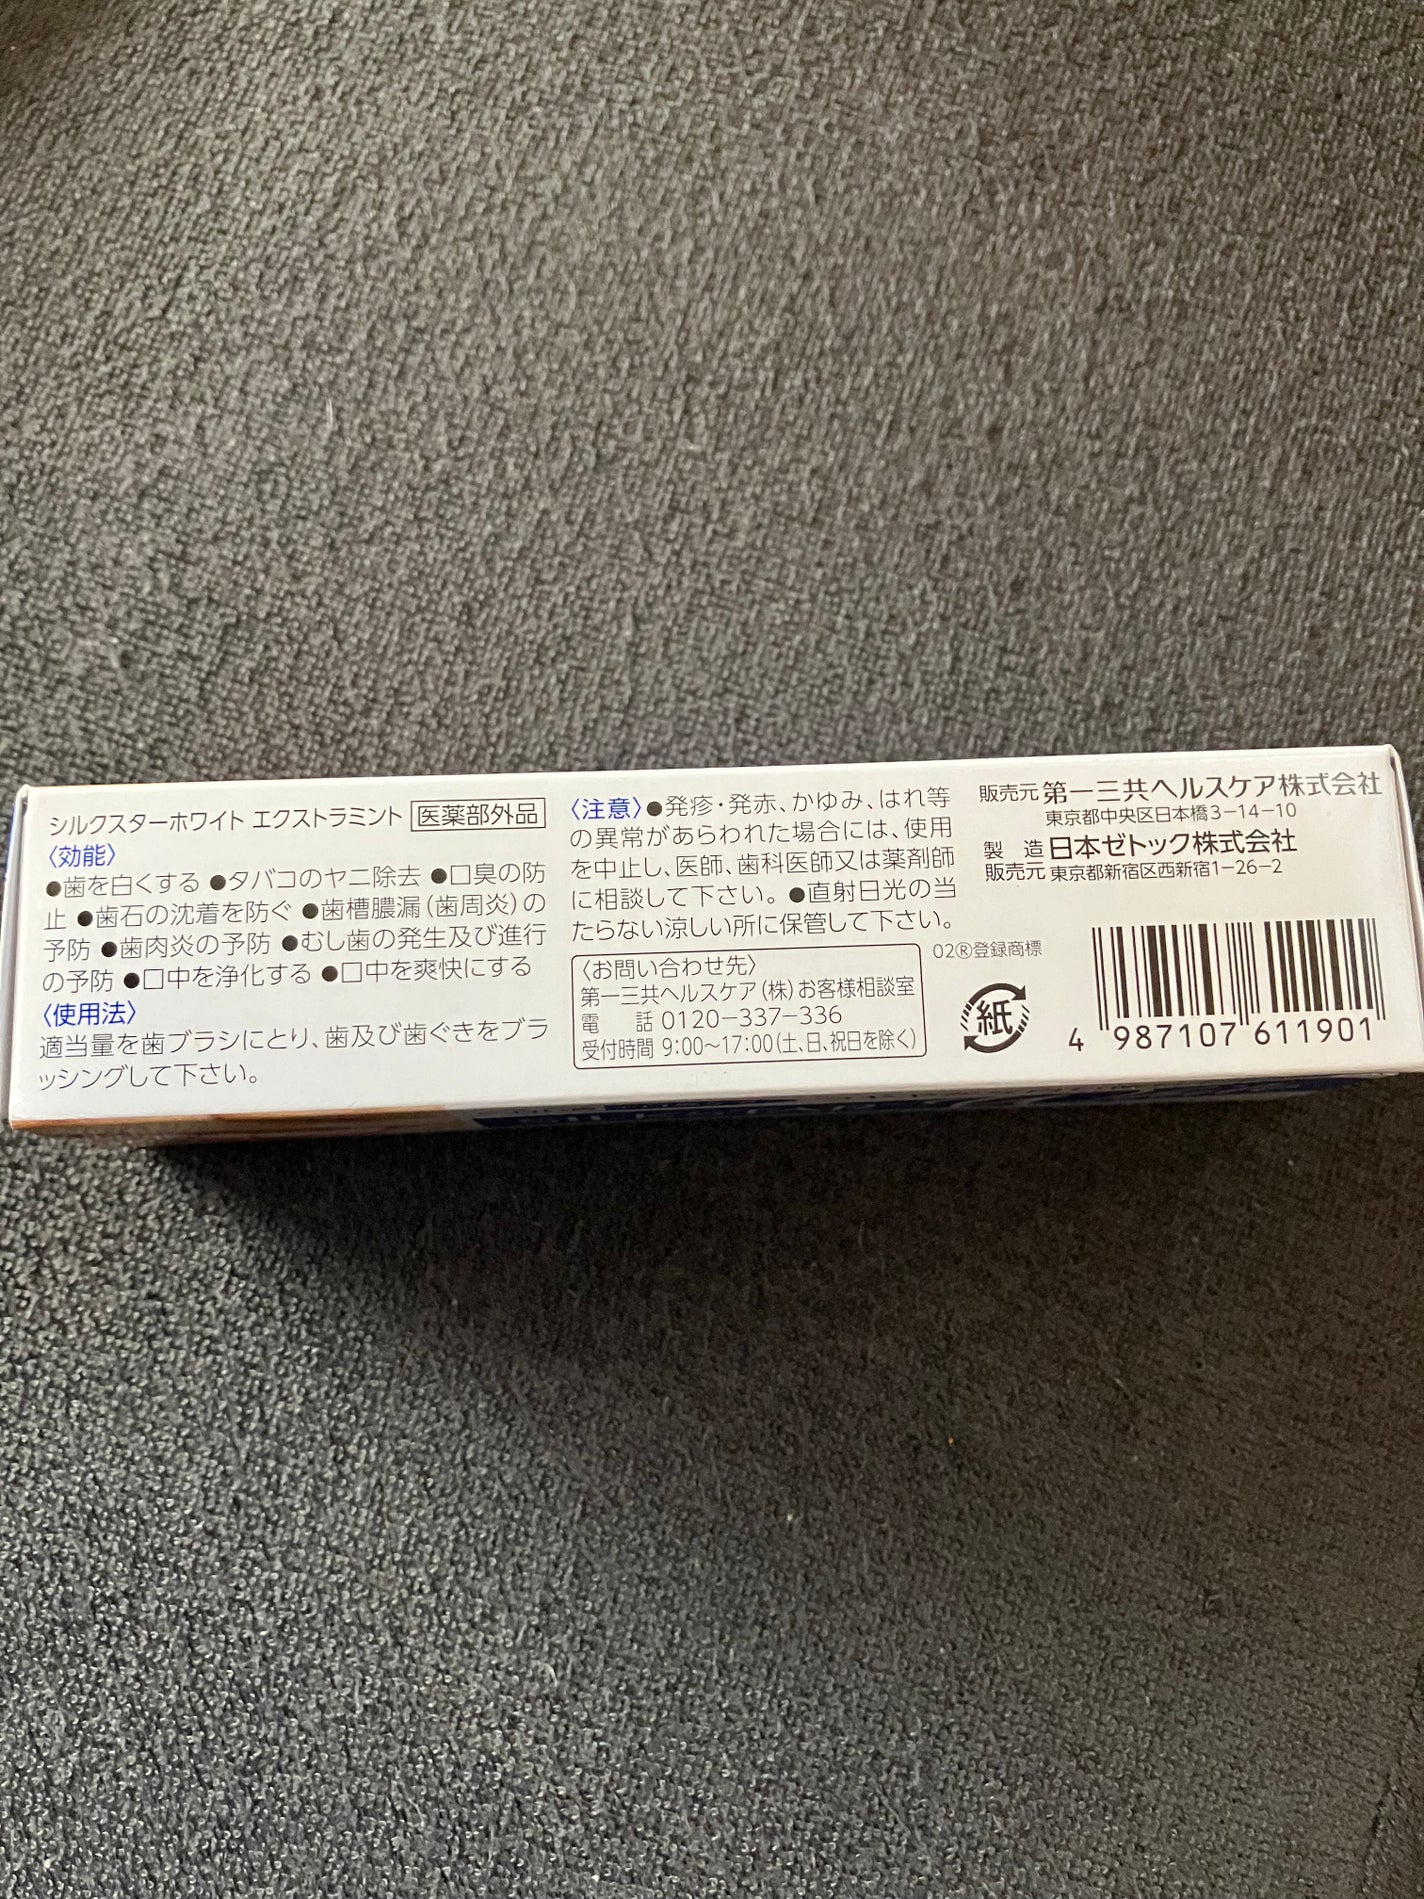 シルクスターホワイト エクストラミント 医薬部外品
〈効能〉
●歯を白くする ●タバコのヤニ除去 ●口臭の防
止 ●歯石の沈着を防ぐ ●歯槽膿漏(歯周炎)の
予防 ●歯肉炎の予防 ●むし歯の発生及び進行
の予防 ●口中を浄化する ●口中を爽快にする
〈使用法〉
適当量を歯ブラシにとり、歯及び歯ぐきをブラ
ッシングして下さい。
〈注意〉●発疹・発赤、かゆみ、はれ等
の異常があらわれた場合には、使用
を中止し、医師、歯科医師又は薬剤師
に相談して下さい。●直射日光の当
たらない涼しい所に保管して下さい。
〈お問い合わせ先〉
第一三共ヘルスケア(株)お客様相談室
電 話 0120-337-336
受付時間 9:00〜17:00(土、日、祝日を除く)
販売元 第一三共ヘルスケア株式会社
東京都中央区日本橋3-14-10
製 造 日本ゼトック株式会社
販売元 東京都新宿区西新宿1-26-2
02®登録商標
紙
4 987107 611901